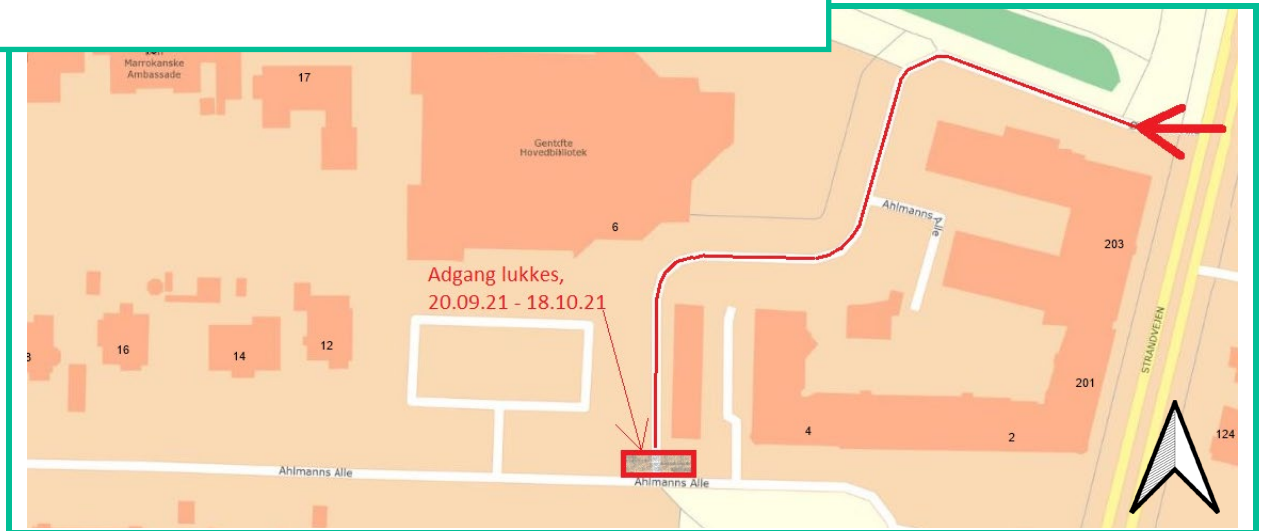 Marrokanske
Ambassade
17
Gentofte
Hovedbibliotek
6
Ahlmanns Alle
203
Adgang lukkes,
20.09.21 - 18.10.21
STRANDVEJEN
16
14
12
201
4
2
124
Ahlmanns Alle
Ahlmanns Alle